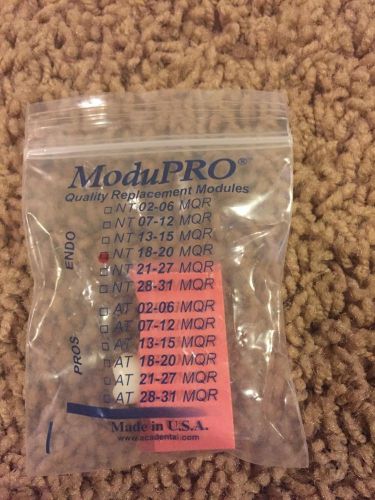 ModuPRO®
Quality Replacement Modules
ENDO
NT 02-06 MQR
NT 07-12 MQR
NT 13-15 MQR
NT 18-20 MQR
NT 21-27 MQR
NT 28-31 MQR
PROS
AT 02-06 MQR
AT 07-12 MQR
AT 13-15 MQR
AT 18-20 MQR
AT 21-27 MQR
AT 28-31 MQR
Made in U.S.A.
www.acadental.com